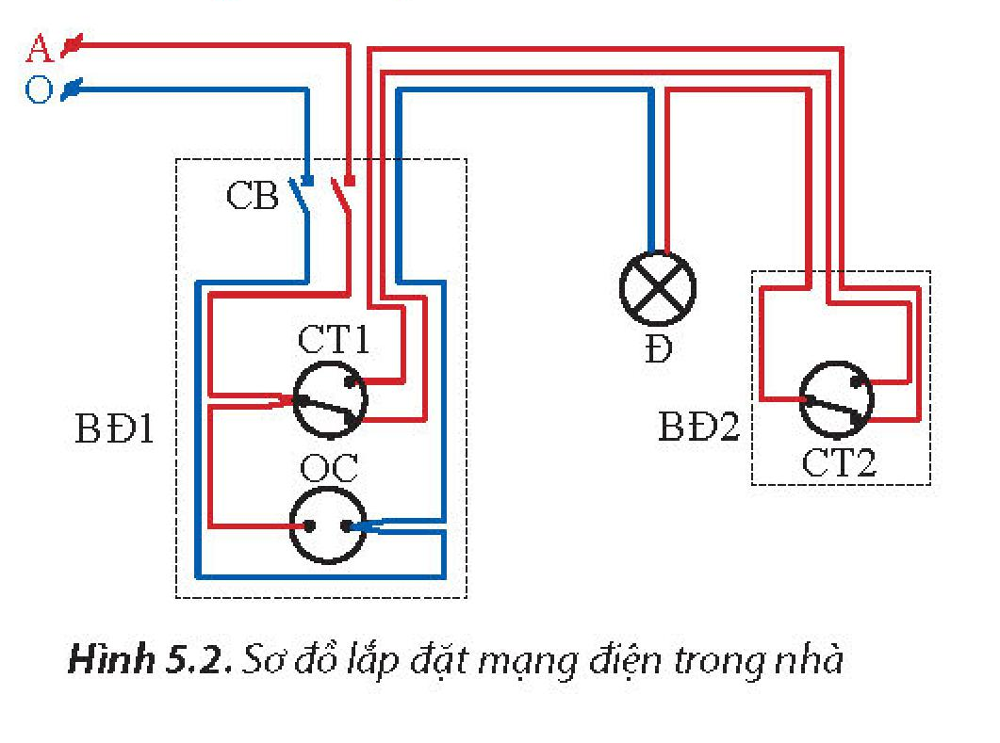 A
O
CB
CT1
Đ
BĐ1
BĐ2
CT2
OC
Hình 5.2. Sơ đồ lắp đặt mạng điện trong nhà